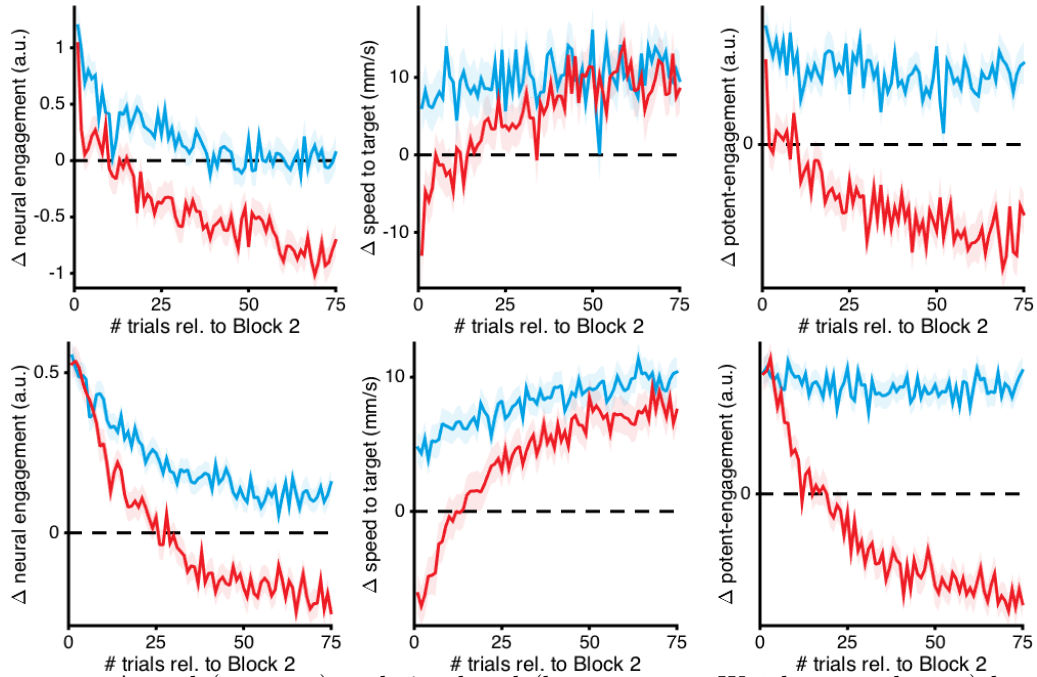 Δ neural engagement (a.u.)
1
0.5
0
-0.5
-1
0 25 50 75
# trials rel. to Block 2
Δ speed to target (mm/s)
10
0
-10
0 25 50 75
# trials rel. to Block 2
Δ potent-engagement (a.u.)
0
0 25 50 75
# trials rel. to Block 2
Δ neural engagement (a.u.)
0.5
0
0 25 50 75
# trials rel. to Block 2
Δ speed to target (mm/s)
10
0
0 25 50 75
# trials rel. to Block 2
Δ potent-engagement (a.u.)
0
0 25 50 75
# trials rel. to Block 2